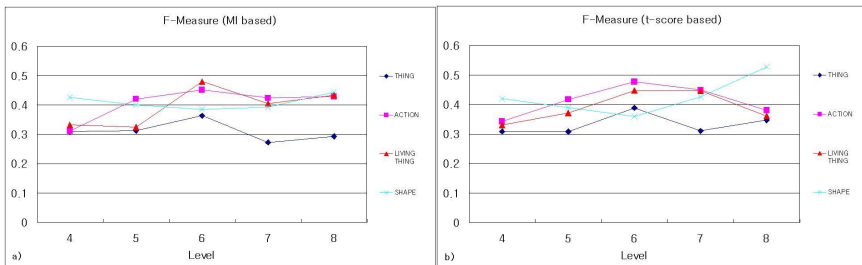 F-Measure (MI based)
0.6
0.5
0.4
0.3
0.2
0.1
0
4 5 6 7 8
Level
THING
ACTION
LIVING
THING
SHAPE
a)
F-Measure (t-score based)
0.6
0.5
0.4
0.3
0.2
0.1
0
4 5 6 7 8
Level
THING
ACTION
LIVING
THING
SHAPE
b)